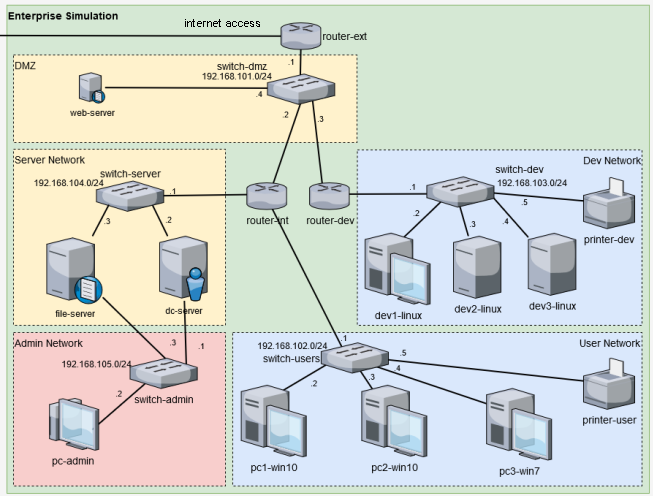 Enterprise Simulation
internet access
router-ext
.1
DMZ
switch-dmz
192.168.101.0/24
.4
web-server
.2
.3
Server Network
switch-server
192.168.104.0/24
.1
.3
.2
file-server
dc-server
router-int
router-dev
Dev Network
switch-dev
192.168.103.0/24
.1
.5
.2
.3
.4
printer-dev
dev1-linux
dev2-linux
dev3-linux
Admin Network
192.168.105.0/24
.3
.1
.2
switch-admin
pc-admin
User Network
192.168.102.0/24
.1
switch-users
.5
.2
.3
.4
printer-user
pc1-win10
pc2-win10
pc3-win7